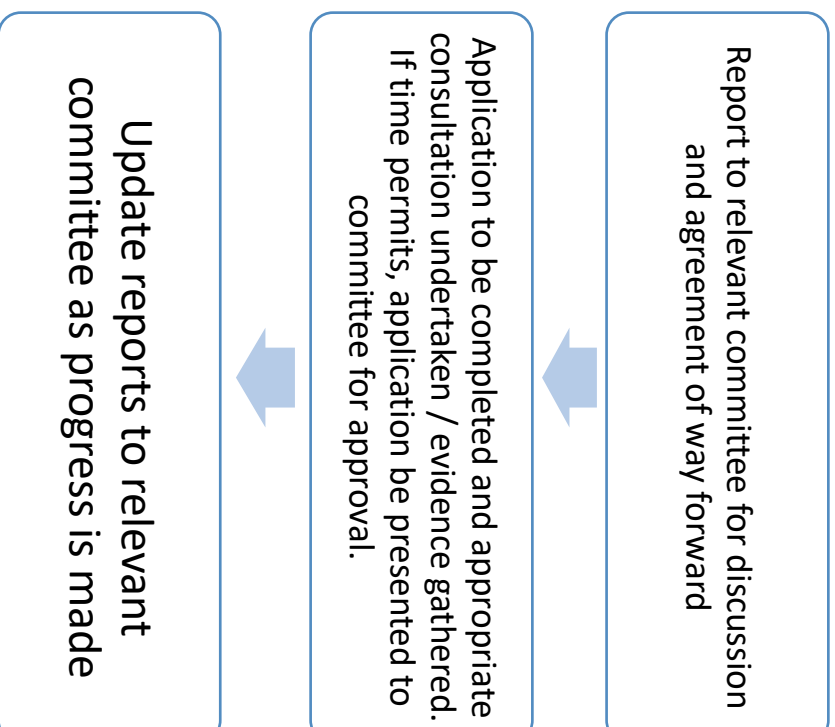 Report to relevant committee for discussion
and agreement of way forward
Application to be completed and appropriate
consultation undertaken / evidence gathered.
If time permits, application be presented to
committee for approval.
Update reports to relevant
committee as progress is made